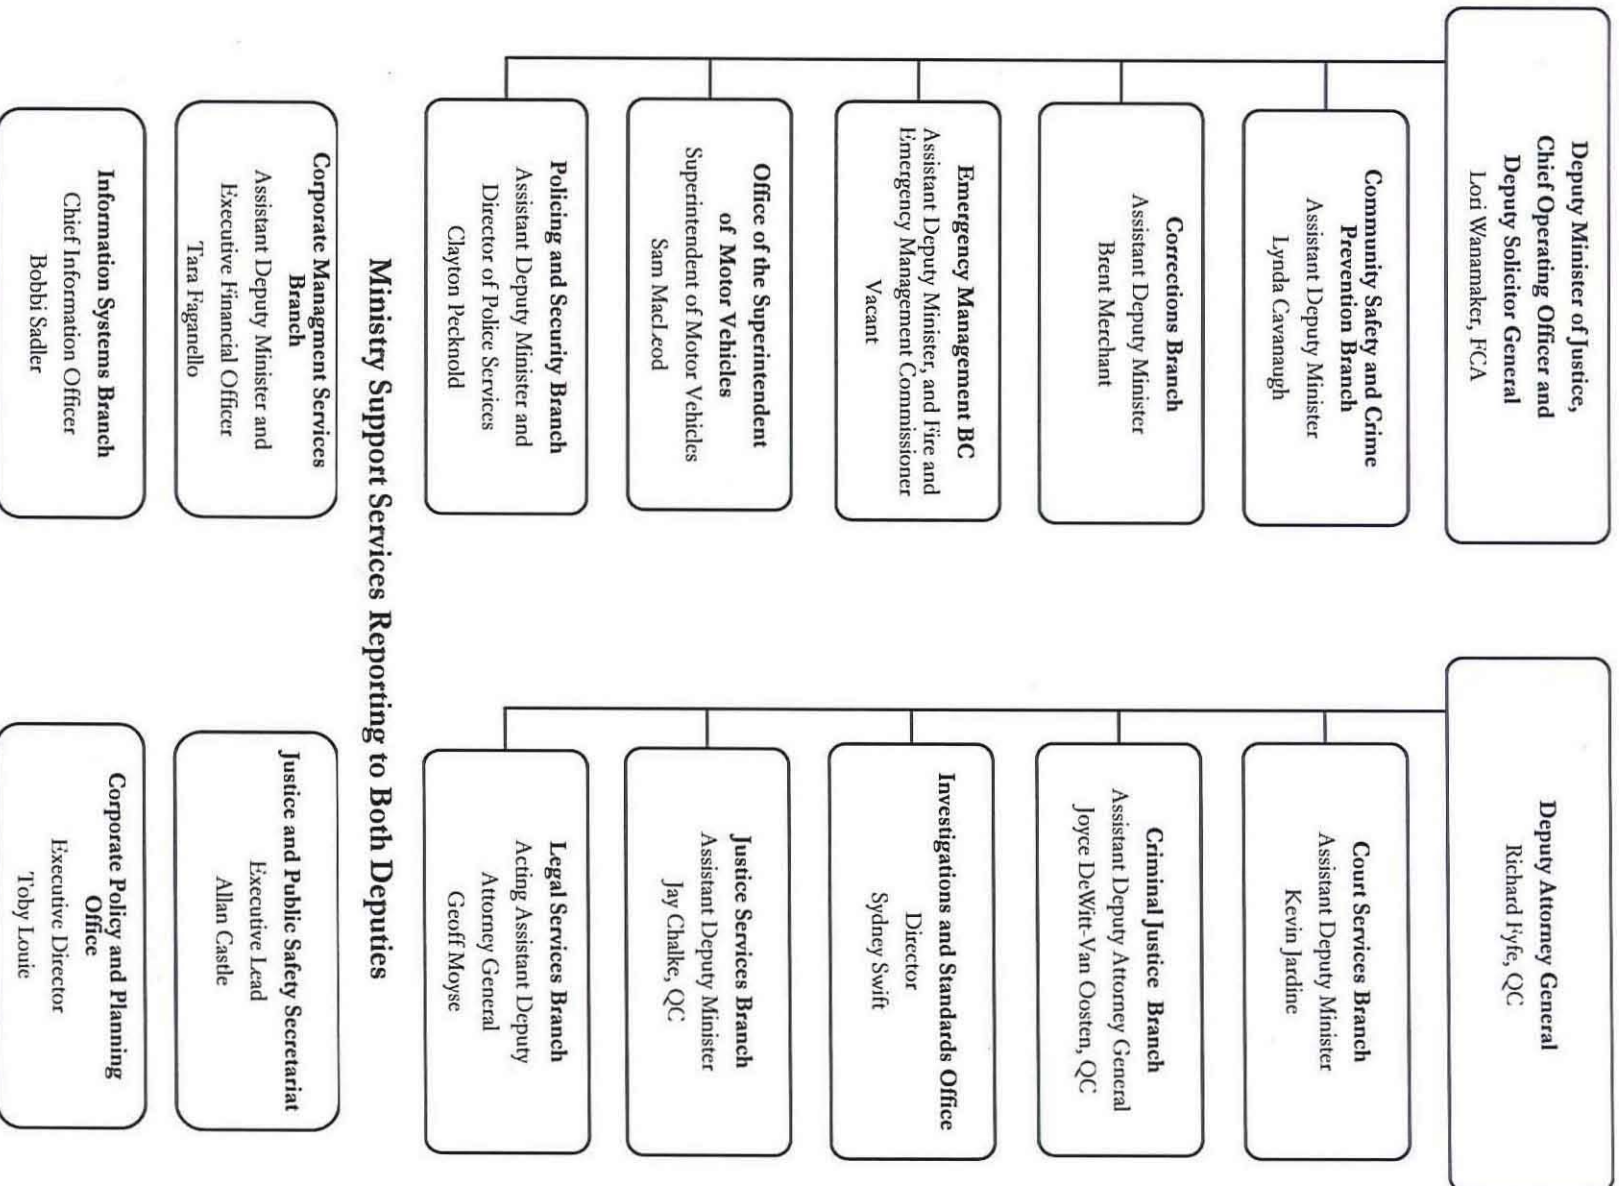 Deputy Minister of Justice,
Chief Operating Officer and
Deputy Solicitor General
Lori Wanamaker, FCA
Community Safety and Crime
Prevention Branch
Assistant Deputy Minister
Lynda Cavanaugh
Corrections Branch
Assistant Deputy Minister
Brent Merchant
Emergency Management BC
Assistant Deputy Minister, and Fire and
Emergency Management Commissioner
Vacant
Office of the Superintendent
of Motor Vehicles
Superintendent of Motor Vehicles
Sam MacLeod
Policing and Security Branch
Assistant Deputy Minister and
Director of Police Services
Clayton Pecknold
Deputy Attorney General
Richard Fyfe, QC
Court Services Branch
Assistant Deputy Minister
Kevin Jardine
Criminal Justice Branch
Assistant Deputy Attorney General
Joyce DeWitt-Van Oosten, QC
Investigations and Standards Office
Director
Sydney Swift
Justice Services Branch
Assistant Deputy Minister
Jay Chalke, QC
Legal Services Branch
Acting Assistant Deputy
Attorney General
Geoff Moyse
Ministry Support Services Reporting to Both Deputies
Corporate Managment Services
Branch
Assistant Deputy Minister and
Executive Financial Officer
Tara Faganello
Justice and Public Safety Secretariat
Executive Lead
Allan Castle
Information Systems Branch
Chief Information Officer
Bobbi Sadler
Corporate Policy and Planning
Office
Executive Director
Toby Louie